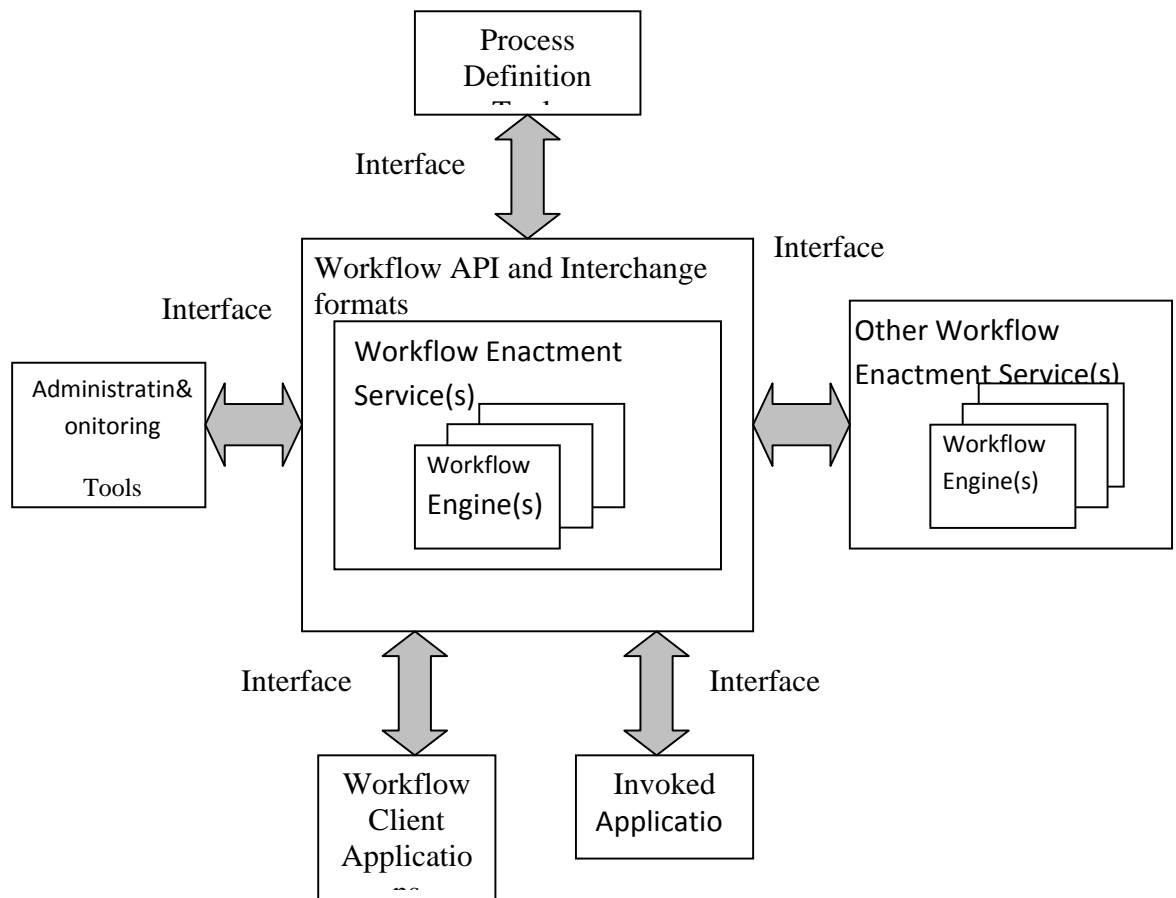 Process
Definition
Interface
Interface
Workflow API and Interchange
formats
Interface
Workflow Enactment
Service(s)
Workflow
Engine(s)
Other Workflow
Enactment Service(s)
Workflow
Engine(s)
Administratin&
onitoring
Tools
Interface
Interface
Workflow
Client
Applicatio
Invoked
Applicatio